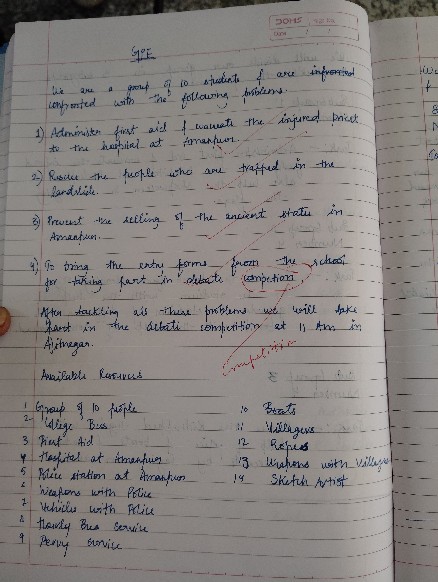 DOMS
Date / /
GPE
We are a group of 10 students & are infronted
confronted with the following problems.
1) Administer first aid & evacuate the injured priest
to the hospital at Amanpur.
2) Rescue the people who are trapped in the
landslide.
3) Prevent the selling of the ancient statue in
Amanpur.
4) To bring the entry forms from the school
for taking part in debate compition
After tackling all these problems we will take
part in the debate competition at 11 Am in
Ajitnagar.
Competition
Available Resources
1 Group of 10 people
2 College Bus
3 First Aid
4 Hospital at Amanpur
5 Police station at Amanpur
6 Weapons with Police
7 Vehicle with Police
8 Hourly Bus Service
9 Ferry service
10 Boats
11 Villagers
12 Ropes
13 Weapons with Villagers
14 Sketch Artist